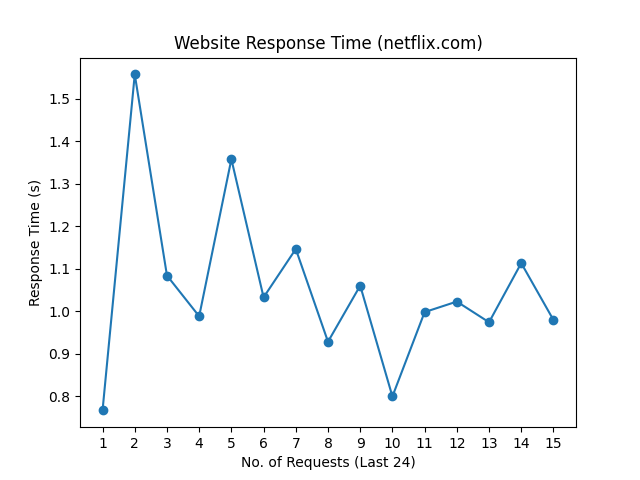 Website Response Time (netflix.com)
Response Time (s)
1.5
1.4
1.3
1.2
1.1
1.0
0.9
0.8
1 2 3 4 5 6 7 8 9 10 11 12 13 14 15
No. of Requests (Last 24)